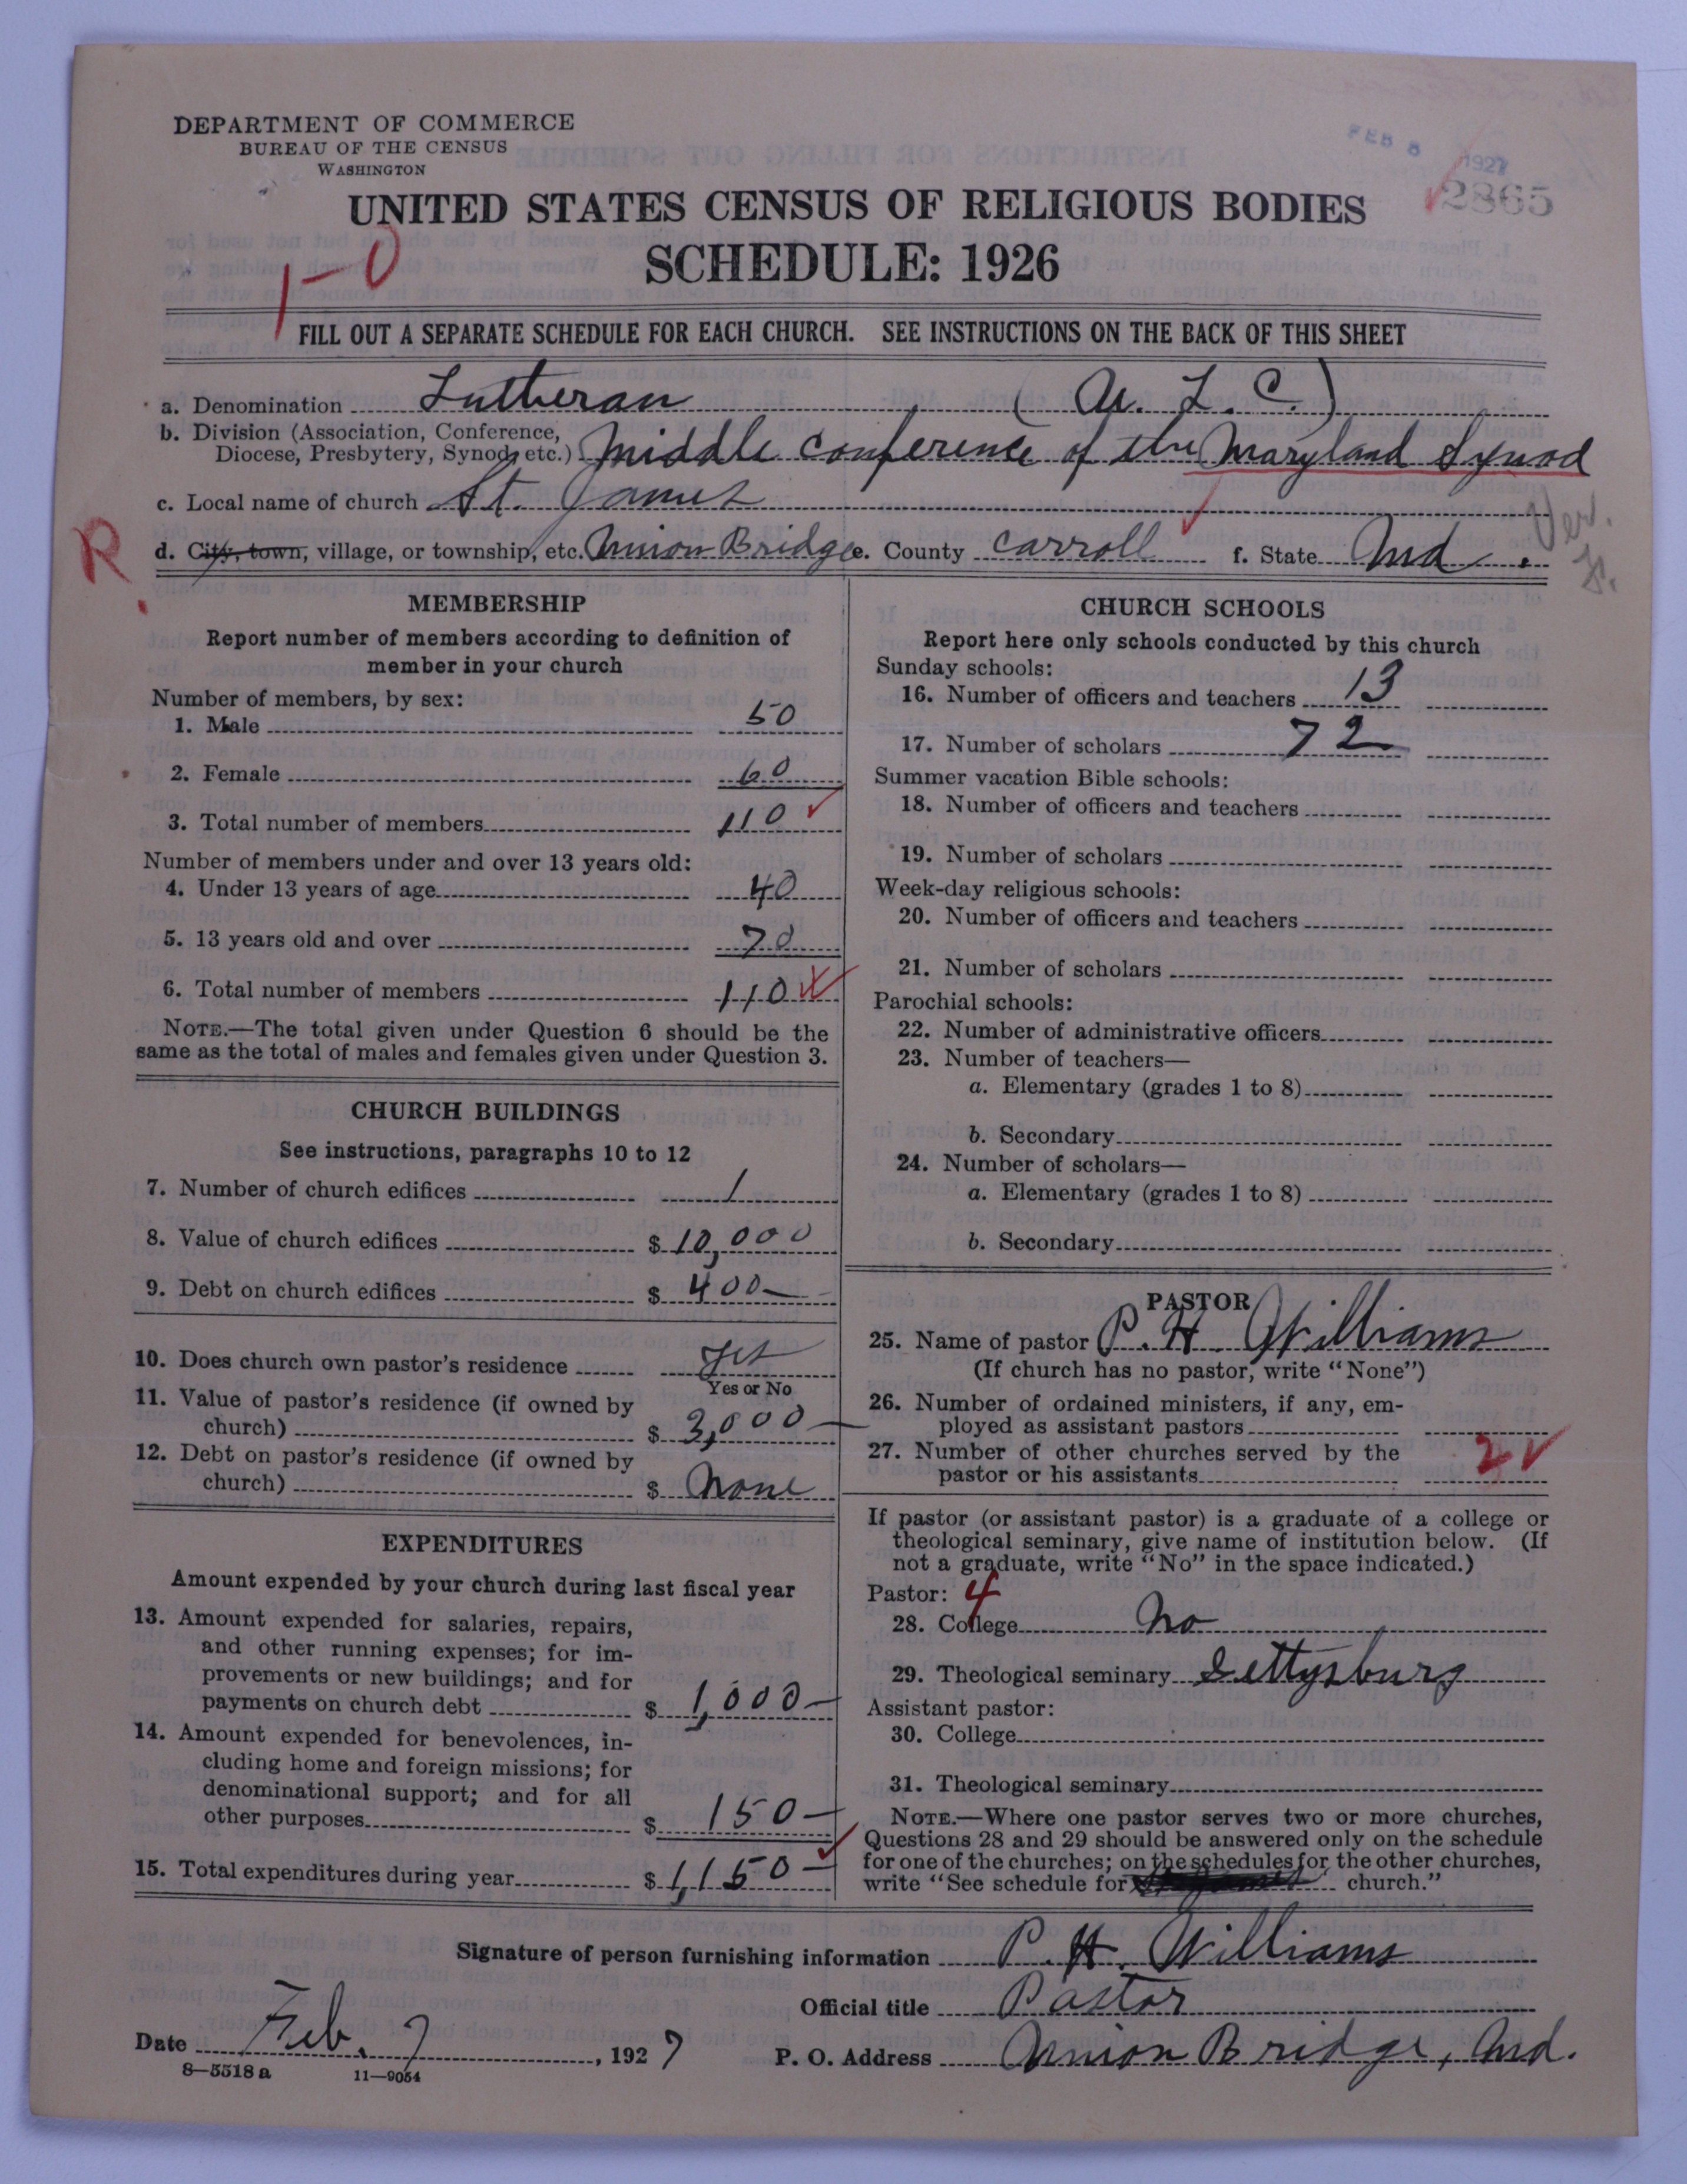 DEPARTMENT OF COMMERCE
BUREAU OF THE CENSUS
WASHINGTON
FEB 8 1927
2865
UNITED STATES CENSUS OF RELIGIOUS BODIES
SCHEDULE: 1926
1-0
FILL OUT A SEPARATE SCHEDULE FOR EACH CHURCH. SEE INSTRUCTIONS ON THE BACK OF THIS SHEET
a. Denomination Lutheran (U. L. C.)
b. Division (Association, Conference,
Diocese, Presbytery, Synod, etc.) Middle Conference of the Maryland Synod
c. Local name of church St. James
Ver.
R
d. City, town, village, or township, etc. Union Bridge e. County Carroll f. State Md.
MEMBERSHIP
Report number of members according to definition of
member in your church
Number of members, by sex:
1. Male 50
2. Female 60
3. Total number of members 110
Number of members under and over 13 years old:
4. Under 13 years of age 40
5. 13 years old and over 70
6. Total number of members 110
NOTE.—The total given under Question 6 should be the
same as the total of males and females given under Question 3.
CHURCH BUILDINGS
See instructions, paragraphs 10 to 12
7. Number of church edifices 1
8. Value of church edifices $ 10,000
9. Debt on church edifices $ 400—
10. Does church own pastor's residence yes
Yes or No
11. Value of pastor's residence (if owned by
church) $ 3,000—
12. Debt on pastor's residence (if owned by
church) $ None
EXPENDITURES
Amount expended by your church during last fiscal year
13. Amount expended for salaries, repairs,
and other running expenses; for im-
provements or new buildings; and for
payments on church debt $ 1,000—
14. Amount expended for benevolences, in-
cluding home and foreign missions; for
denominational support; and for all
other purposes $ 150—
15. Total expenditures during year $ 1,150—
CHURCH SCHOOLS
Report here only schools conducted by this church
Sunday schools:
16. Number of officers and teachers 13
17. Number of scholars 72
Summer vacation Bible schools:
18. Number of officers and teachers
19. Number of scholars
Week-day religious schools:
20. Number of officers and teachers
21. Number of scholars
Parochial schools:
22. Number of administrative officers
23. Number of teachers—
a. Elementary (grades 1 to 8)
b. Secondary
24. Number of scholars—
a. Elementary (grades 1 to 8)
b. Secondary
PASTOR
25. Name of pastor P. H. Williams
(If church has no pastor, write "None")
26. Number of ordained ministers, if any, em-
ployed as assistant pastors
27. Number of other churches served by the
pastor or his assistants 2
If pastor (or assistant pastor) is a graduate of a college or
theological seminary, give name of institution below. (If
not a graduate, write "No" in the space indicated.)
Pastor: 4
28. College No
29. Theological seminary Gettysburg
Assistant pastor:
30. College
31. Theological seminary
NOTE.—Where one pastor serves two or more churches,
Questions 28 and 29 should be answered only on the schedule
for one of the churches; on the schedules for the other churches,
write "See schedule for church."
Signature of person furnishing information P. H. Williams
Official title Pastor
Date Feb. 7, 1927
P. O. Address Union Bridge, Md.
8—5518 a 11—9054